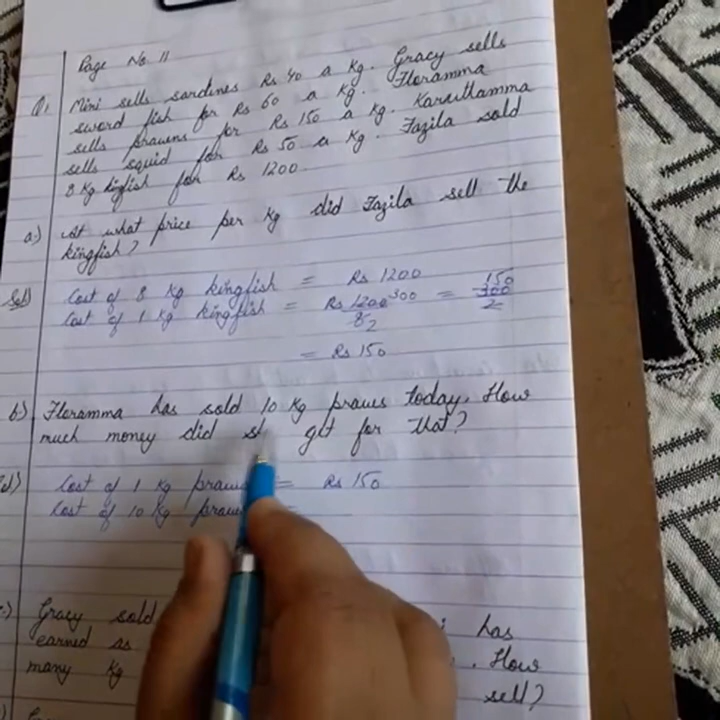 Page No. 11
Q1 Mini sells sardines Rs 40 a Kg. Gracy sells
sword fish for Rs 60 a Kg. Floramma
sells prawns for Rs 150 a Kg. Karuthamma
sells squid for Rs 50 a Kg. Fazila sold
8 Kg kingfish for Rs 1200
a.) At what price per Kg did Fazila sell the
kingfish?
Sol) Cost of 8 Kg kingfish = Rs 1200
Cost of 1 Kg kingfish = Rs 1200 300 / 8 2 = 150 300 / 2
= Rs 150
b.) Floramma has sold 10 Kg prawns today. How
much money did get for that?
Cost of 1 Kg = Rs 150
Cost of 10 Kg
Gracy sold has
earned as How
many Kg sell?